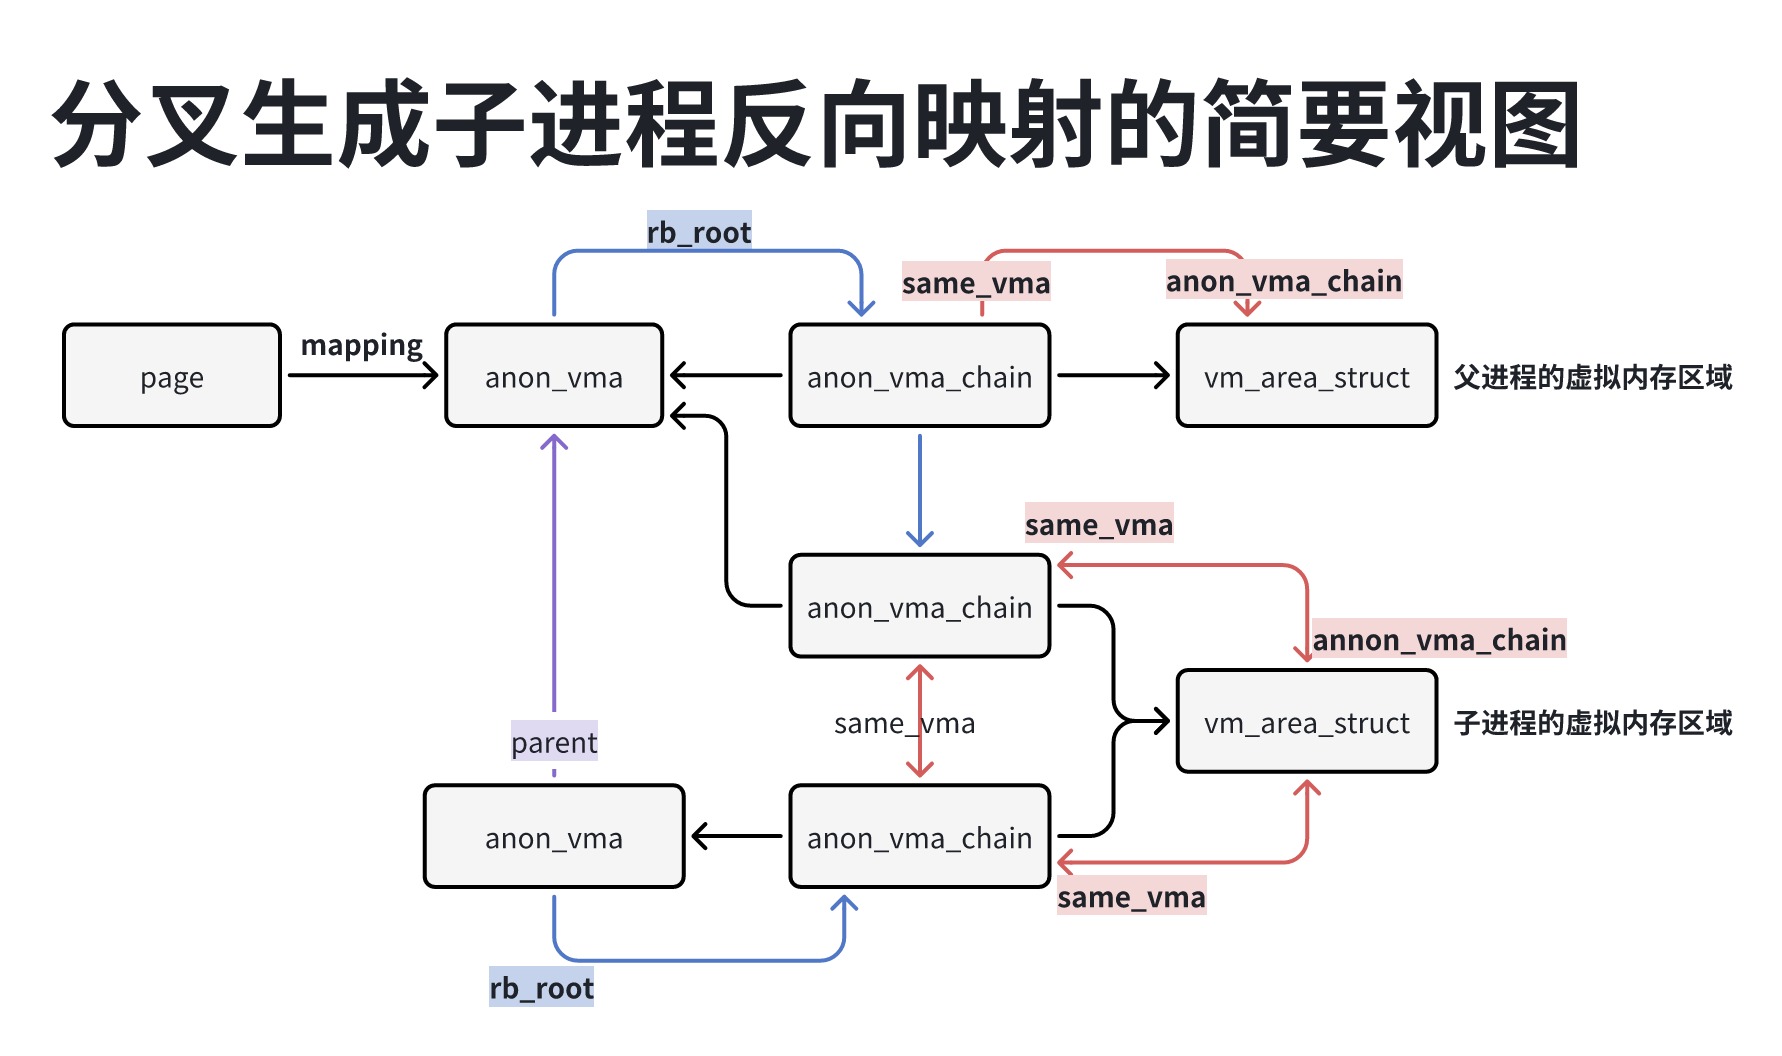 分叉生成子进程反向映射的简要视图
rb_root
same_vma
anon_vma_chain
mapping
page
anon_vma
anon_vma_chain
vm_area_struct
父进程的虚拟内存区域
same_vma
anon_vma_chain
annon_vma_chain
same_vma
vm_area_struct
子进程的虚拟内存区域
parent
anon_vma
anon_vma_chain
same_vma
rb_root